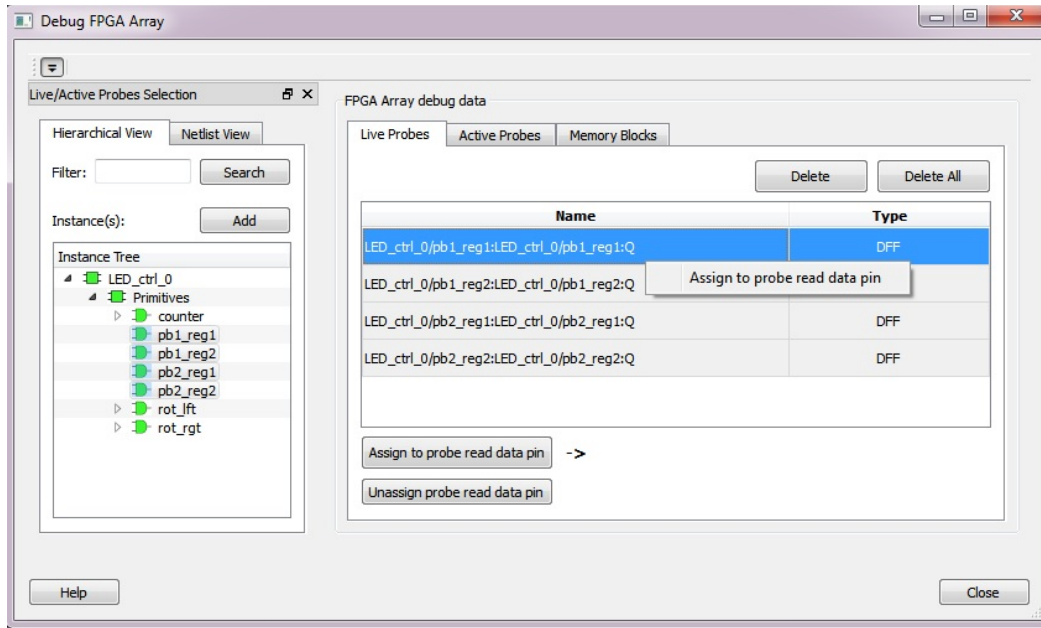 Debug FPGA Array
Live/Active Probes Selection
Hierarchical View
Netlist View
Filter:
Search
Instance(s):
Add
Instance Tree
LED_ctrl_0
Primitives
counter
pb1_reg1
pb1_reg2
pb2_reg1
pb2_reg2
rot_lft
rot_rgt
FPGA Array debug data
Live Probes
Active Probes
Memory Blocks
Delete
Delete All
Name Type
LED_ctrl_0/pb1_reg1:LED_ctrl_0/pb1_reg1:Q DFF
LED_ctrl_0/pb1_reg2:LED_ctrl_0/pb1_reg2:Q
Assign to probe read data pin
LED_ctrl_0/pb2_reg1:LED_ctrl_0/pb2_reg1:Q DFF
LED_ctrl_0/pb2_reg2:LED_ctrl_0/pb2_reg2:Q DFF
Assign to probe read data pin ->
Unassign probe read data pin
Help
Close